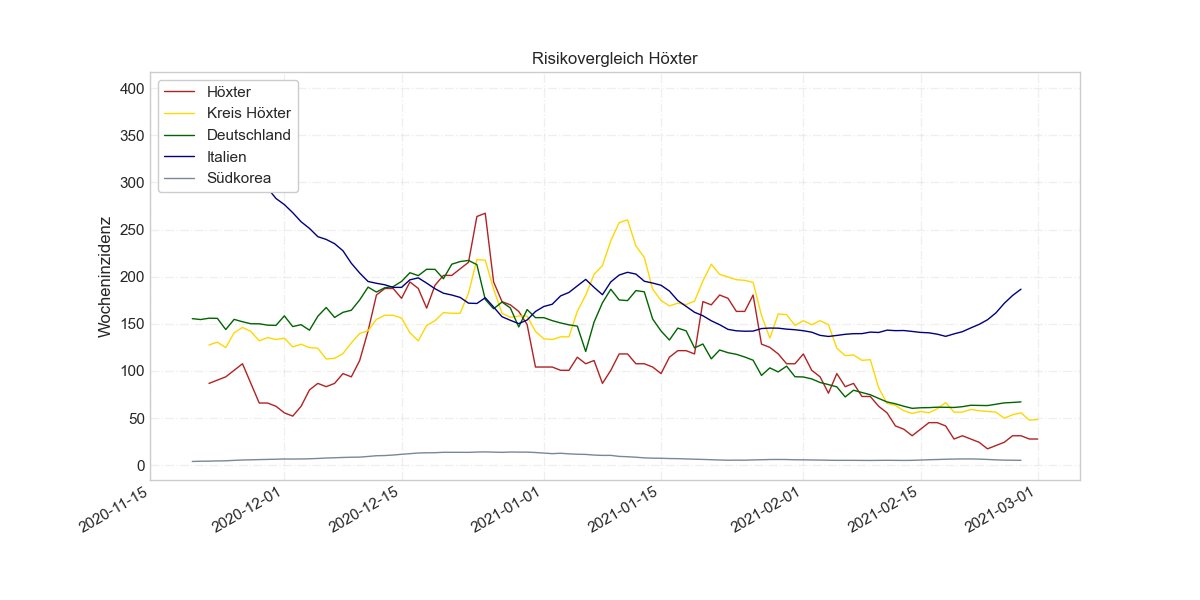 Risikovergleich Höxter
Wocheninzidenz
400
350
300
250
200
150
100
50
0
Höxter
Kreis Höxter
Deutschland
Italien
Südkorea
2020-11-15
2020-12-01
2020-12-15
2021-01-01
2021-01-15
2021-02-01
2021-02-15
2021-03-01